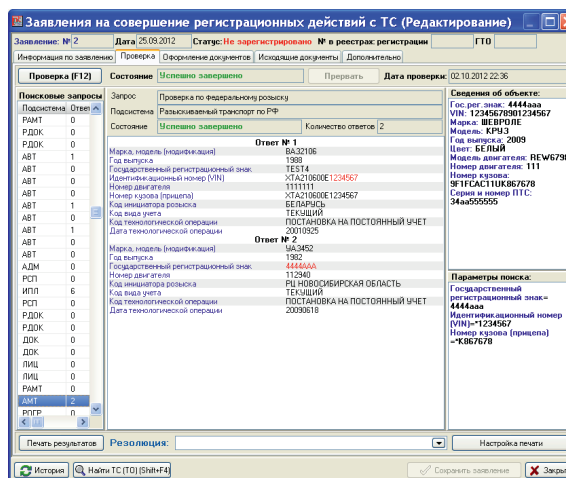 Заявления на совершение регистрационных действий с ТС (Редактирование)
Заявление: № 2 Дата 25.09.2012 Статус: Не зарегистрировано № в реестрах: регистрации ГТО
Информация по заявлению Проверка Оформление документов Исходящие документы Дополнительно
Проверка (F12) Состояние Успешно завершено Прервать Дата проверки: 02.10.2012 22:36
Поисковые запросы
Подсистема Ответ
РАМТ 0
РДОК 0
РДОК 0
АВТ 1
АВТ 0
АВТ 0
АВТ 0
АВТ 1
АВТ 0
АВТ 1
АВТ 0
АВТ 0
АДМ 0
РСП 0
ИПЛ 6
РСП 0
РДОК 0
РДОК 0
ДОК 0
ДОК 0
ЛИЦ 0
ЛИЦ 0
РАМТ 0
АМТ 2
РОГР 0
Запрос Проверка по федеральному розыску
Подсистема Разыскиваемый транспорт по РФ
Состояние Успешно завершено Количество ответов 2
Ответ № 1
Марка, модель (модификация) ВАЗ2106
Год выпуска 1988
Государственный регистрационный знак TEST4
Идентификационный номер (VIN) XTA210600E1234567
Номер двигателя 1111111
Номер кузова (прицепа) XTA210600E1234567
Код инициатора розыска БЕЛАРУСЬ
Код вида учета ТЕКУЩИЙ
Код технологической операции ПОСТАНОВКА НА ПОСТОЯННЫЙ УЧЕТ
Дата технологической операции 20010925
Ответ № 2
Марка, модель (модификация) УАЗ452
Год выпуска 1982
Государственный регистрационный знак 4444ААА
Номер двигателя 112940
Код инициатора розыска РЦ НОВОСИБИРСКАЯ ОБЛАСТЬ
Код вида учета ТЕКУЩИЙ
Код технологической операции ПОСТАНОВКА НА ПОСТОЯННЫЙ УЧЕТ
Дата технологической операции 20090618
Сведения об объекте:
Гос.рег.знак: 4444ааа
VIN: 12345678901234567
Марка: ШЕВРОЛЕ
Модель: КРУЗ
Год выпуска: 2009
Цвет: БЕЛЫЙ
Модель двигателя: REW6798
Номер двигателя: 111
Номер кузова:
9F1FCAC11UK867678
Серия и номер ПТС:
34аа555555
Параметры поиска:
Государственный
регистрационный знак=
4444ааа
Идентификационный номер
(VIN)=*1234567
Номер кузова (прицепа)
=*К867678
Печать результатов Резолюция: Настройка печати
История Найти ТС (ТО) (Shift+F4) Сохранить заявление Закры